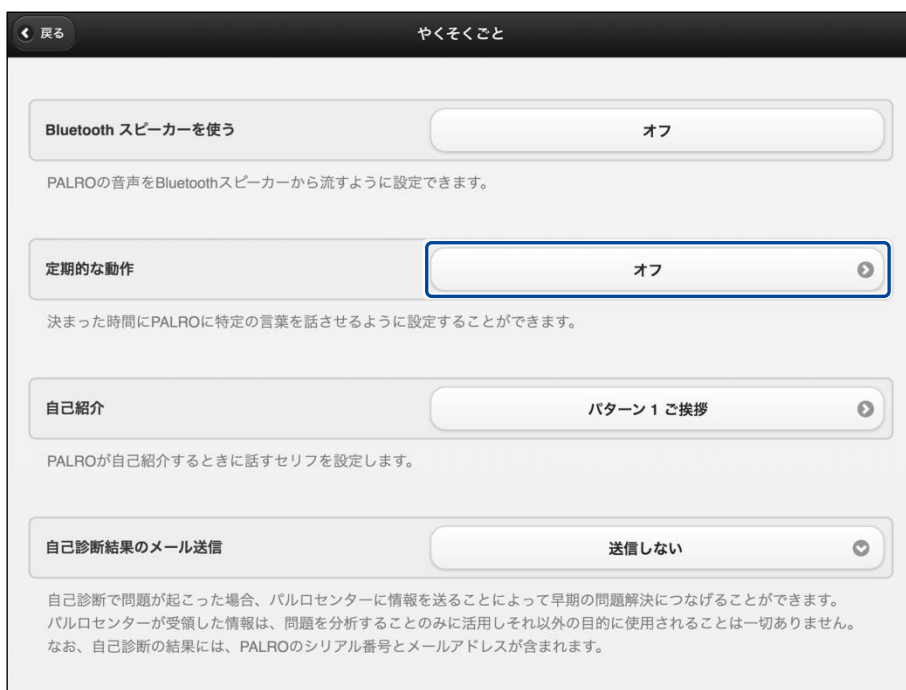 戻る
やくそくごと
Bluetooth スピーカーを使う
オフ
PALROの音声をBluetoothスピーカーから流すように設定できます。
定期的な動作
オフ
決まった時間にPALROに特定の言葉を話させるように設定することができます。
自己紹介
パターン 1 ご挨拶
PALROが自己紹介するときに話すセリフを設定します。
自己診断結果のメール送信
送信しない
自己診断で問題が起こった場合、パルロセンターに情報を送ることによって早期の問題解決につなげることができます。
パルロセンターが受領した情報は、問題を分析することのみに活用しそれ以外の目的に使用されることは一切ありません。
なお、自己診断の結果には、PALROのシリアル番号とメールアドレスが含まれます。